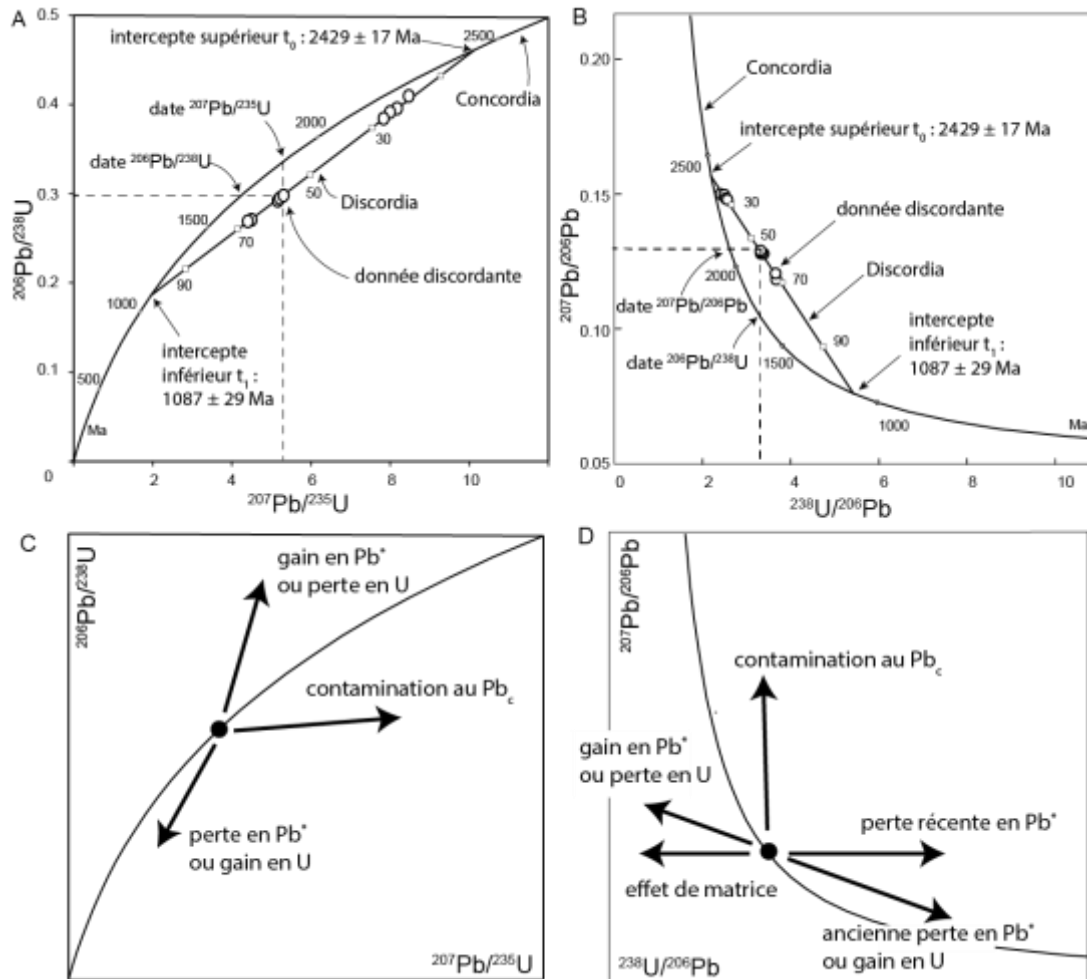 A
0.5
0.4
0.3
0.2
0.1
0
²⁰⁶Pb/²³⁸U
intercepte supérieur t₀ : 2429 ± 17 Ma
2500
Concordia
date ²⁰⁷Pb/²³⁵U
2000
30
date ²⁰⁶Pb/²³⁸U
50
Discordia
1500
70
donnée discordante
90
1000
intercepte
inférieur t₁ :
1087 ± 29 Ma
500
Ma
2
4
6
8
10
²⁰⁷Pb/²³⁵U
B
0.20
0.15
0.10
0.05
²⁰⁷Pb/²⁰⁶Pb
Concordia
intercepte supérieur t₀ : 2429 ± 17 Ma
2500
30
donnée discordante
50
Discordia
2000
70
date ²⁰⁷Pb/²⁰⁶Pb
date ²⁰⁶Pb/²³⁸U
1500
90
intercepte
inférieur t₁ :
1087 ± 29 Ma
1000
Ma
0
2
4
6
8
10
²³⁸U/²⁰⁶Pb
C
²⁰⁶Pb/²³⁸U
gain en Pb*
ou perte en U
contamination au Pb꜀
perte en Pb*
ou gain en U
²⁰⁷Pb/²³⁵U
D
²⁰⁷Pb/²⁰⁶Pb
contamination au Pb꜀
gain en Pb*
ou perte en U
perte récente en Pb*
effet de matrice
ancienne perte en Pb*
ou gain en U
²³⁸U/²⁰⁶Pb